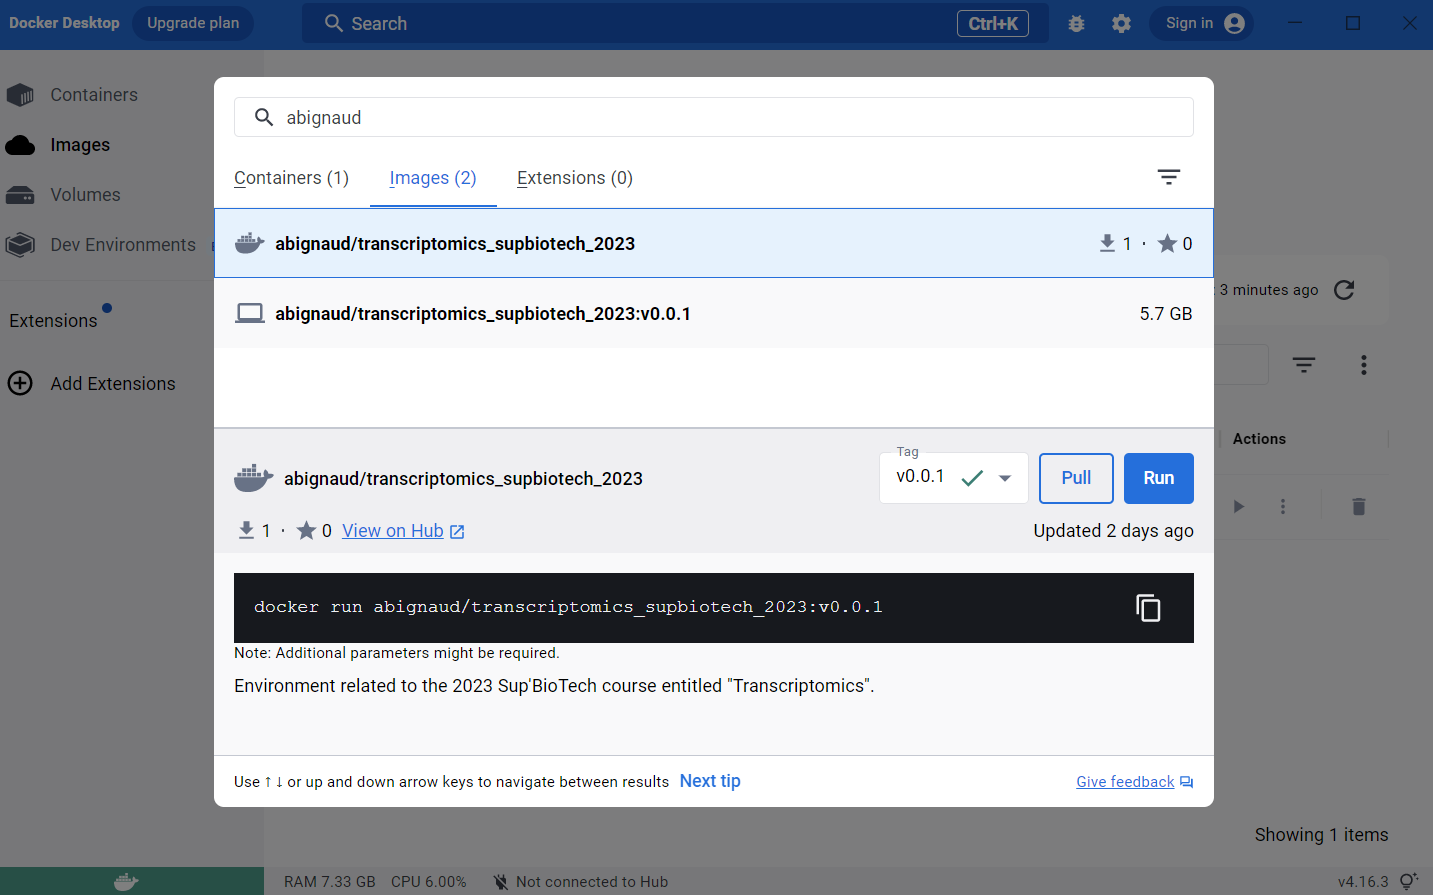 Docker Desktop Upgrade plan Search Ctrl+K Sign in
Containers
Images
Volumes
Dev Environments
Extensions
Add Extensions
abignaud
Containers (1) Images (2) Extensions (0)
abignaud/transcriptomics_supbiotech_2023 1 · 0
abignaud/transcriptomics_supbiotech_2023:v0.0.1 5.7 GB
3 minutes ago
Actions
Tag
abignaud/transcriptomics_supbiotech_2023 v0.0.1 Pull Run
1 · 0 View on Hub Updated 2 days ago
docker run abignaud/transcriptomics_supbiotech_2023:v0.0.1
Note: Additional parameters might be required.
Environment related to the 2023 Sup'BioTech course entitled "Transcriptomics".
Use ↑ ↓ or up and down arrow keys to navigate between results Next tip Give feedback
Showing 1 items
RAM 7.33 GB CPU 6.00% Not connected to Hub v4.16.3